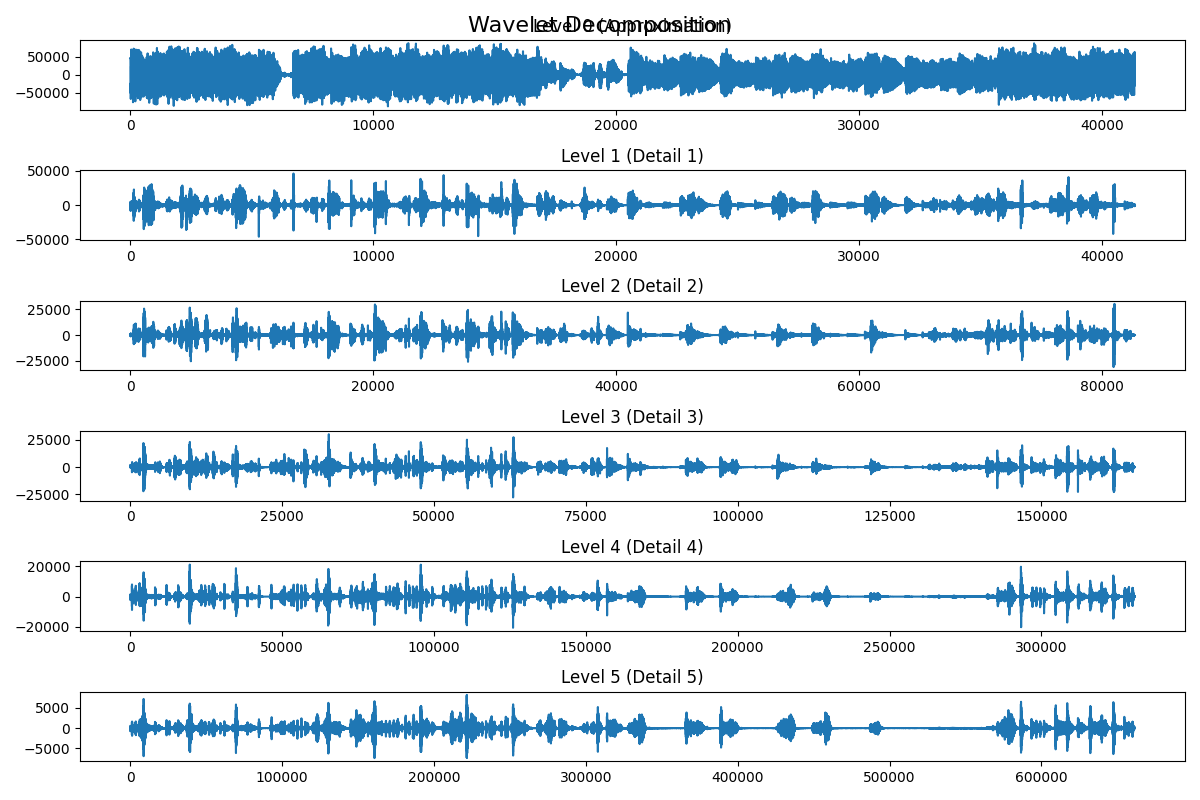 Wavelet Decomposition
Level 0 (Approximation)
50000
0
−50000
0 10000 20000 30000 40000
Level 1 (Detail 1)
50000
0
−50000
0 10000 20000 30000 40000
Level 2 (Detail 2)
25000
0
−25000
0 20000 40000 60000 80000
Level 3 (Detail 3)
25000
0
−25000
0 25000 50000 75000 100000 125000 150000
Level 4 (Detail 4)
20000
0
−20000
0 50000 100000 150000 200000 250000 300000
Level 5 (Detail 5)
5000
0
−5000
0 100000 200000 300000 400000 500000 600000